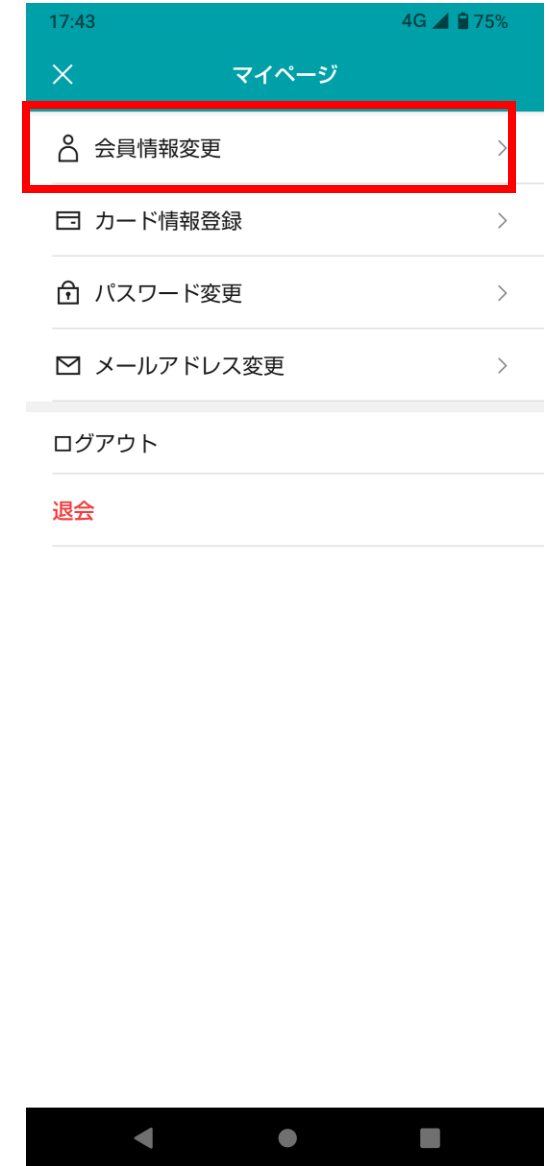 17:43 4G 75%
マイページ
会員情報変更
カード情報登録
パスワード変更
メールアドレス変更
ログアウト
退会